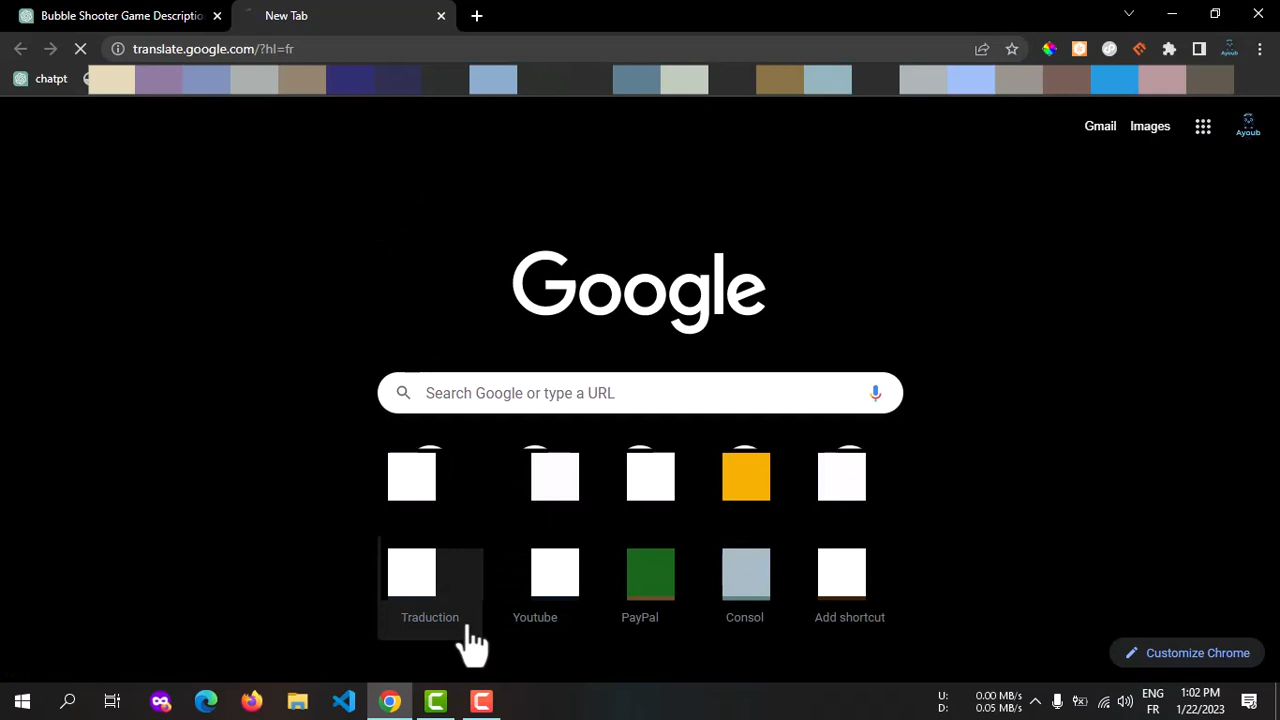 Bubble Shooter Game Descriptio
New Tab
translate.google.com/?hl=fr
chatpt
Gmail
Images
Ayoub
Google
Search Google or type a URL
Traduction
Youtube
PayPal
Consol
Add shortcut
Customize Chrome
U:
D:
0.00 MB/s
0.05 MB/s
ENG
FR
1:02 PM
1/22/2023